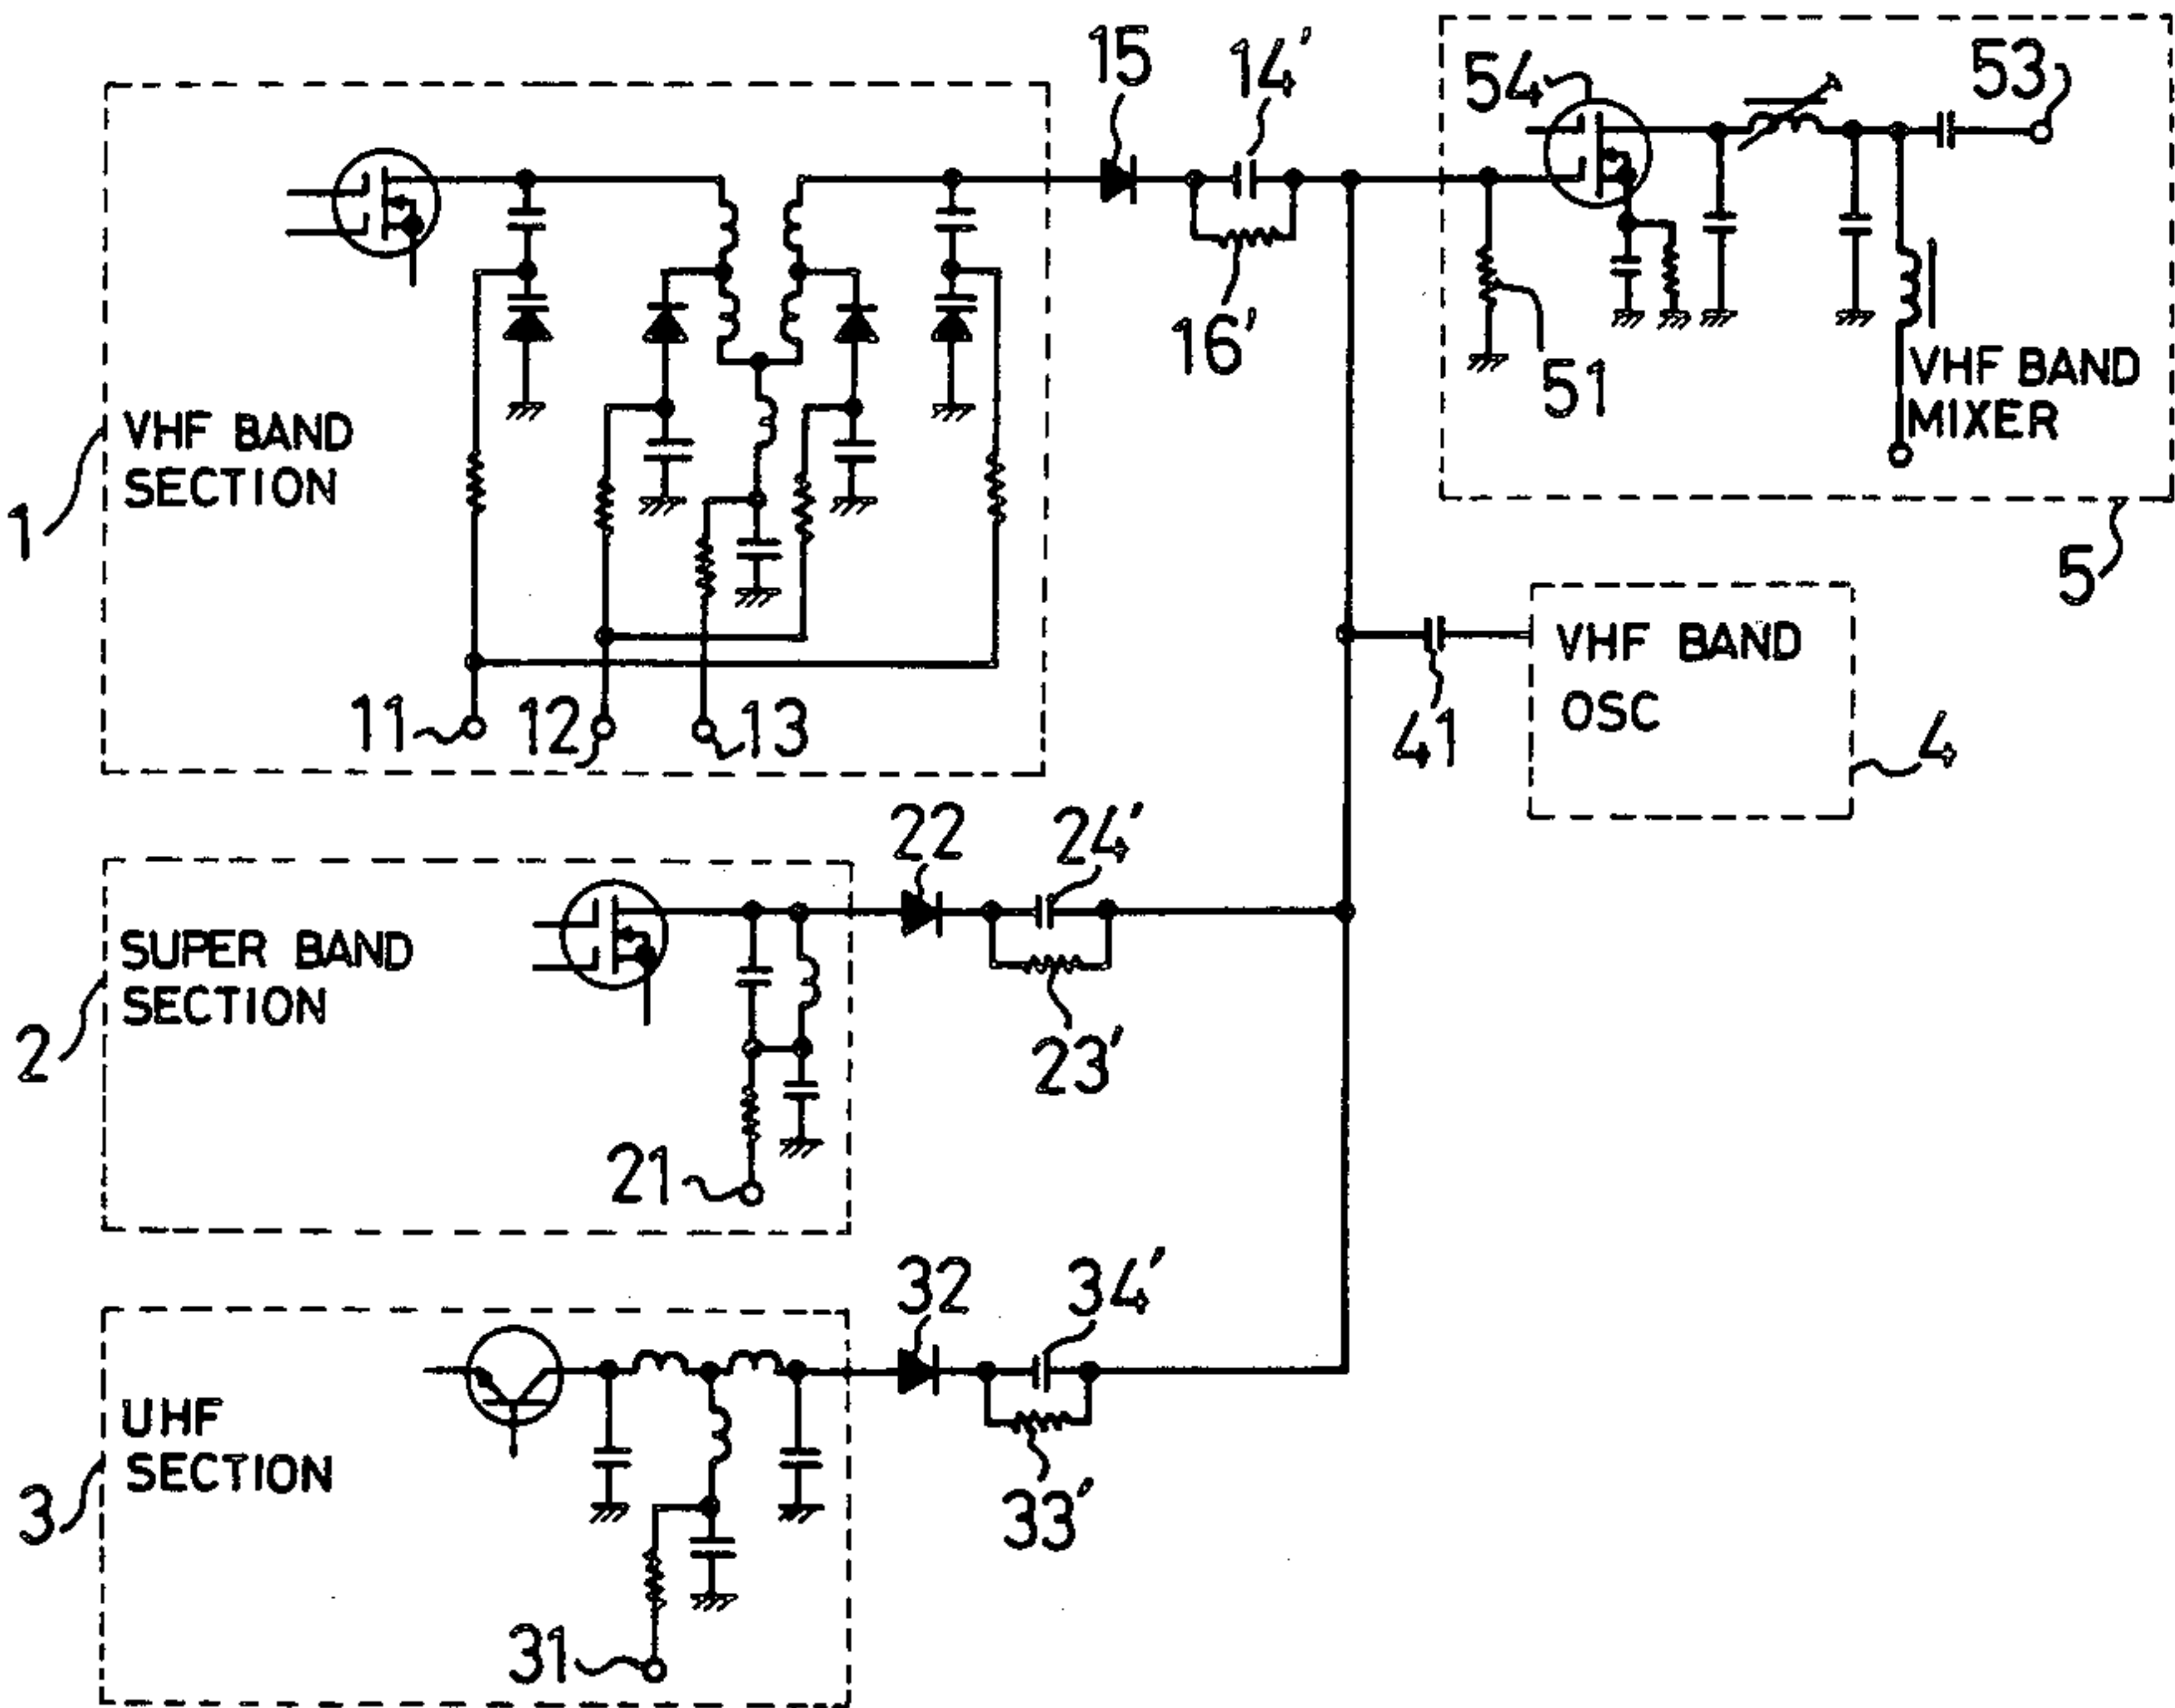 15
14'
54
53
16'
51
VHF BAND
MIXER
VHF BAND
SECTION
1
5
VHF BAND
OSC
11
12
13
41
4
22
24'
SUPER BAND
SECTION
2
23'
21
32
34'
UHF
SECTION
3
33'
31